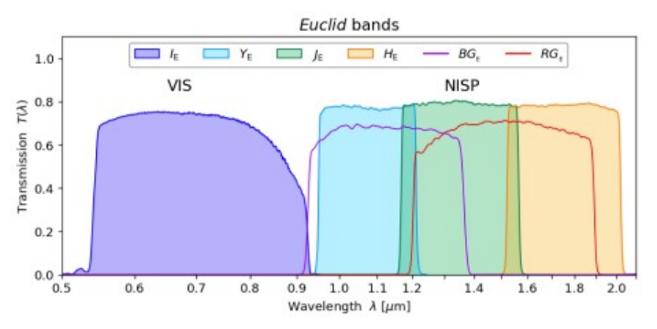 Euclid bands
I_E Y_E J_E H_E BG_E RG_E
VIS NISP
Transmission T(λ)
1.0
0.8
0.6
0.4
0.2
0.0
0.5 0.6 0.7 0.8 0.9 1.0 1.1 1.2 1.4 1.6 1.8 2.0
Wavelength λ [μm]